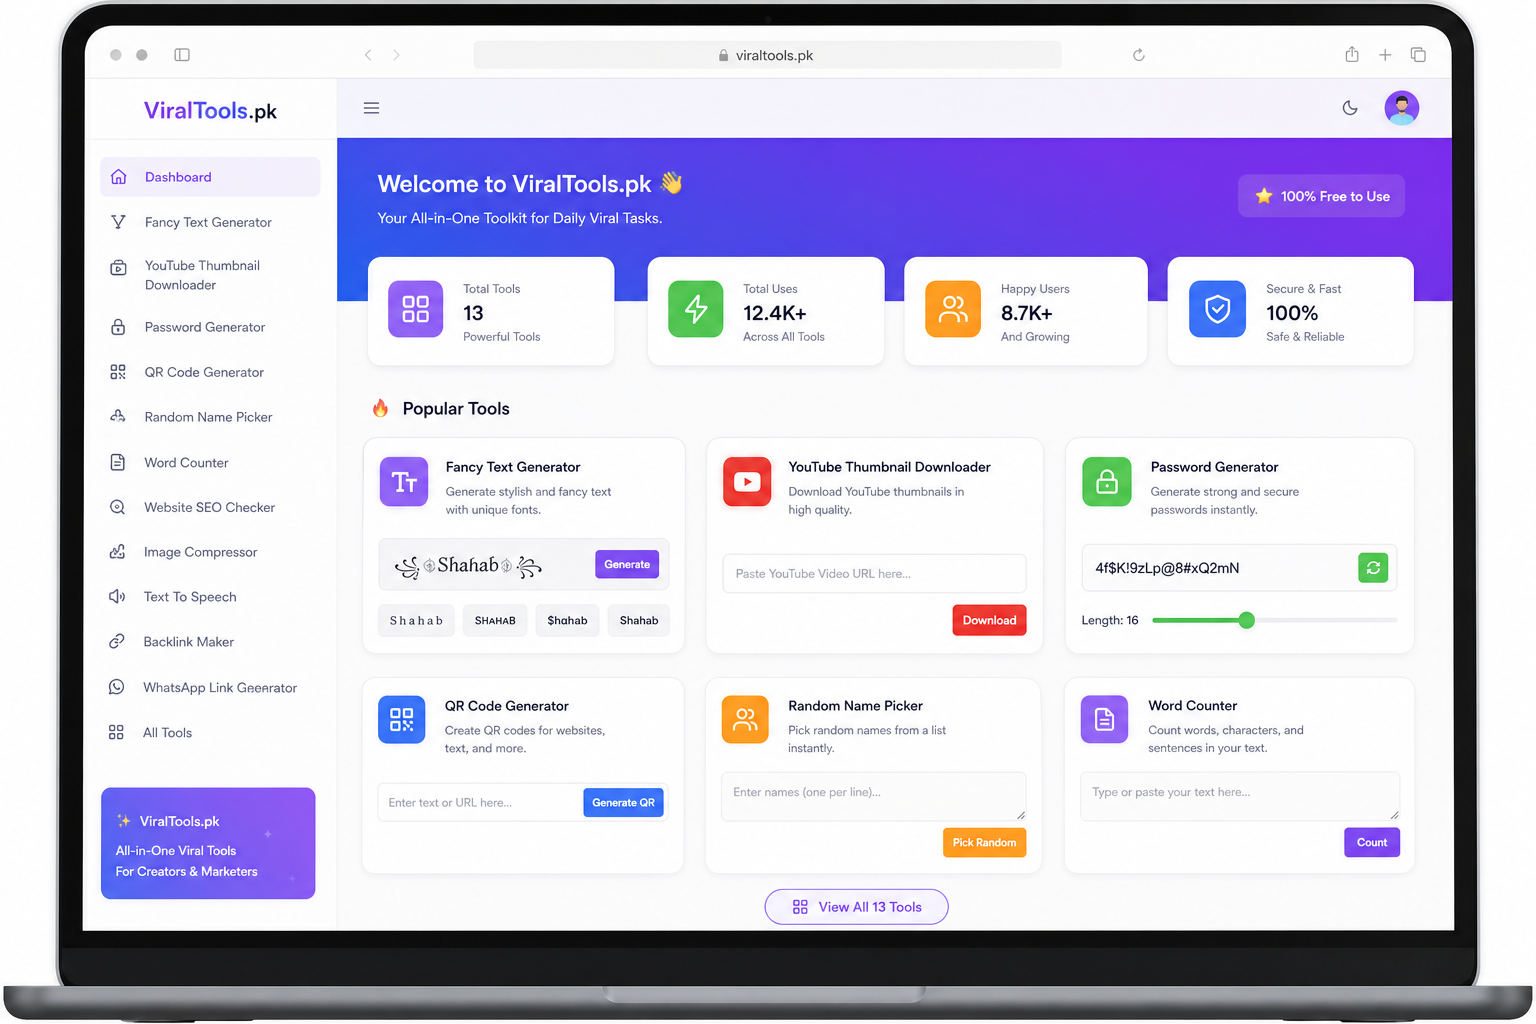 viraltools.pk
ViralTools.pk
Dashboard
Fancy Text Generator
YouTube Thumbnail
Downloader
Password Generator
QR Code Generator
Random Name Picker
Word Counter
Website SEO Checker
Image Compressor
Text To Speech
Backlink Maker
WhatsApp Link Geerator
All Tools
ViralTools.pk
All-in-One Viral Tools
For Creators & Marketers
Welcome to ViralTools.pk 👋
Your All-in-One Toolkit for Daily Viral Tasks.
⭐ 100% Free to Use
Total Tools
13
Powerful Tools
Total Uses
12.4K+
Across All Tools
Happy Users
8.7K+
And Growing
Secure & Fast
100%
Safe & Reliable
🔥 Popular Tools
Tт
Fancy Text Generator
Generate stylish and fancy text
with unique fonts.
Shahab
Generate
Shahab
SHAHAB
$hahab
Shahab
YouTube Thumbnail Downloader
Download YouTube thumbnails in
high quality.
Paste YouTube Video URL here...
Download
Password Generator
Generate strong and secure
passwords instantly.
4f$K!9zLp@8#xQ2mN
Length: 16
QR Code Generator
Create QR codes for websites,
text, and more.
Enter text or URL here...
Generate QR
Random Name Picker
Pick random names from a list
instantly.
Enter names (one per line)...
Pick Random
Word Counter
Count words, characters, and
sentences in your text.
Type or paste your text here...
Count
View All 13 Tools